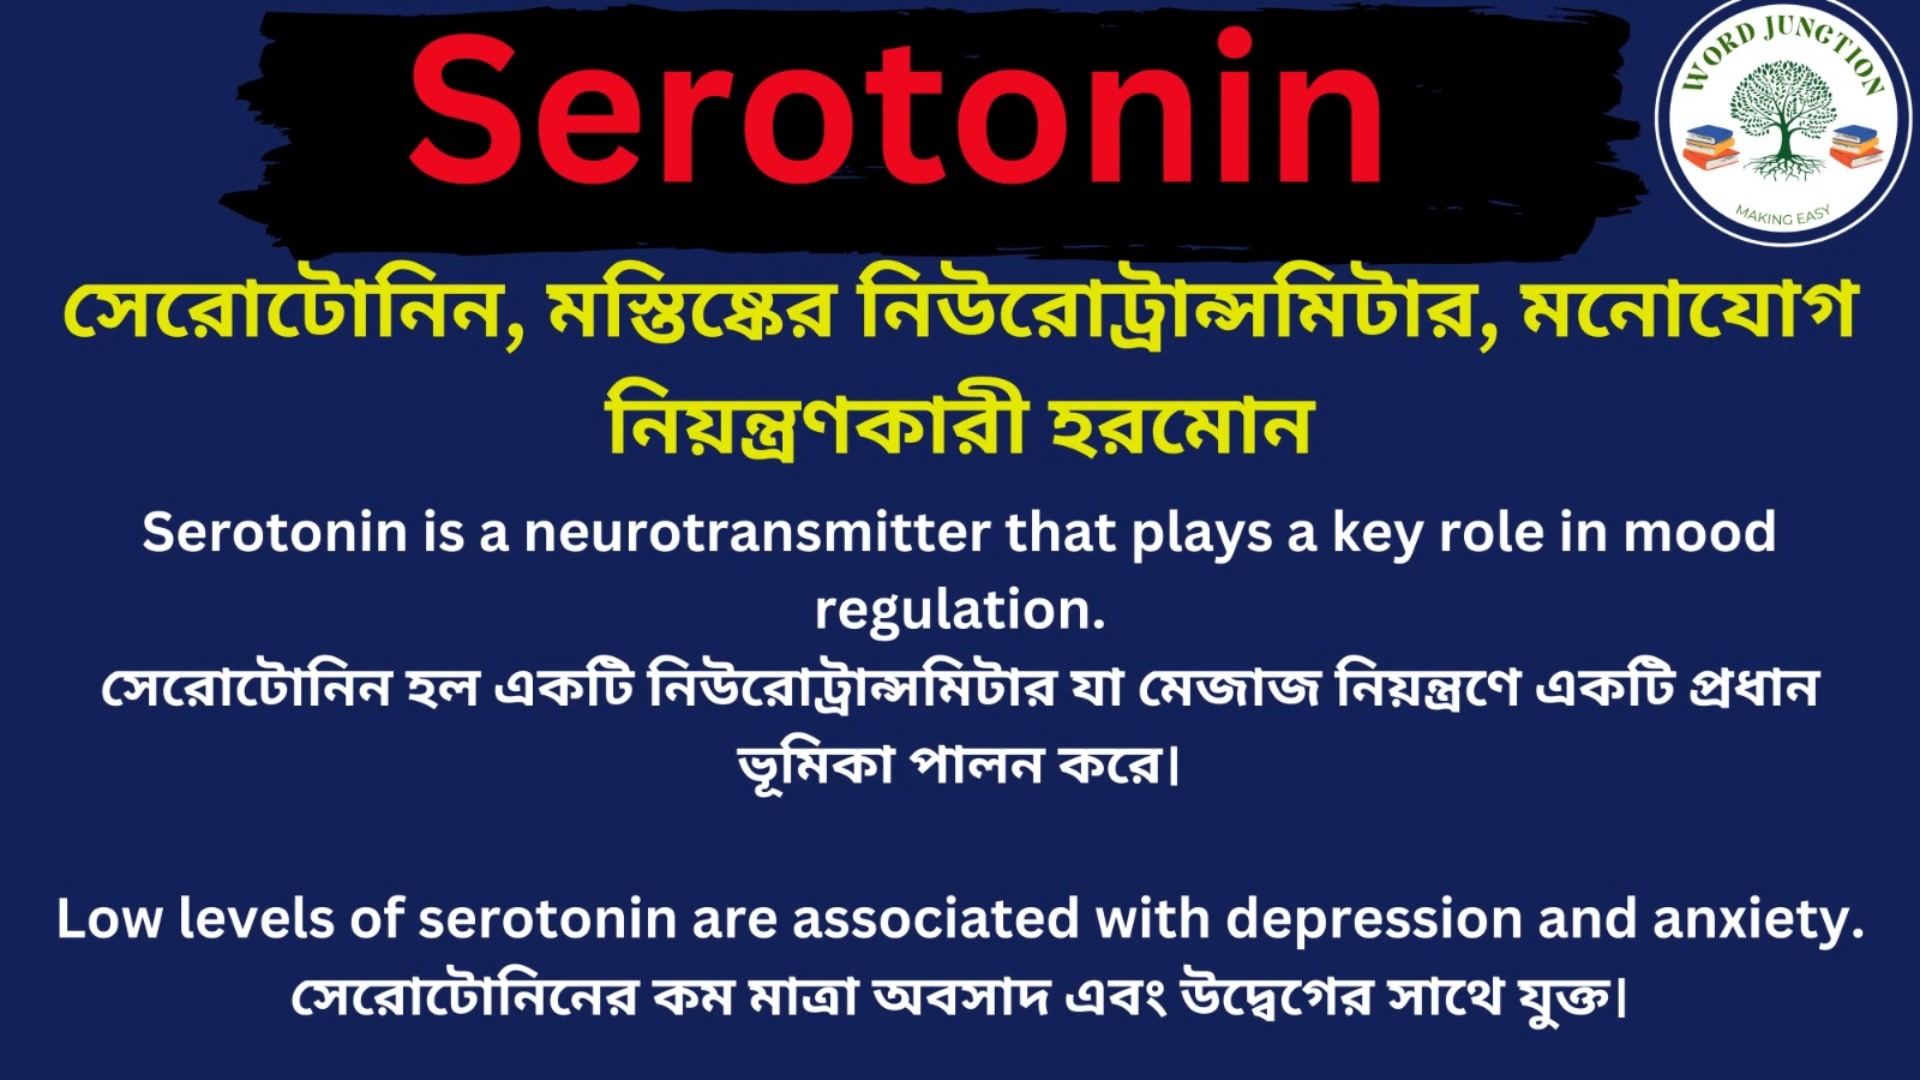 Serotonin
WORD JUNCTION
MAKING EASY
সেরোটোনিন, মস্তিষ্কের নিউরোট্রান্সমিটার, মনোযোগ
নিয়ন্ত্রণকারী হরমোন
Serotonin is a neurotransmitter that plays a key role in mood
regulation.
সেরোটোনিন হল একটি নিউরোট্রান্সমিটার যা মেজাজ নিয়ন্ত্রণে একটি প্রধান
ভূমিকা পালন করে।
Low levels of serotonin are associated with depression and anxiety.
সেরোটোনিনের কম মাত্রা অবসাদ এবং উদ্বেগের সাথে যুক্ত।